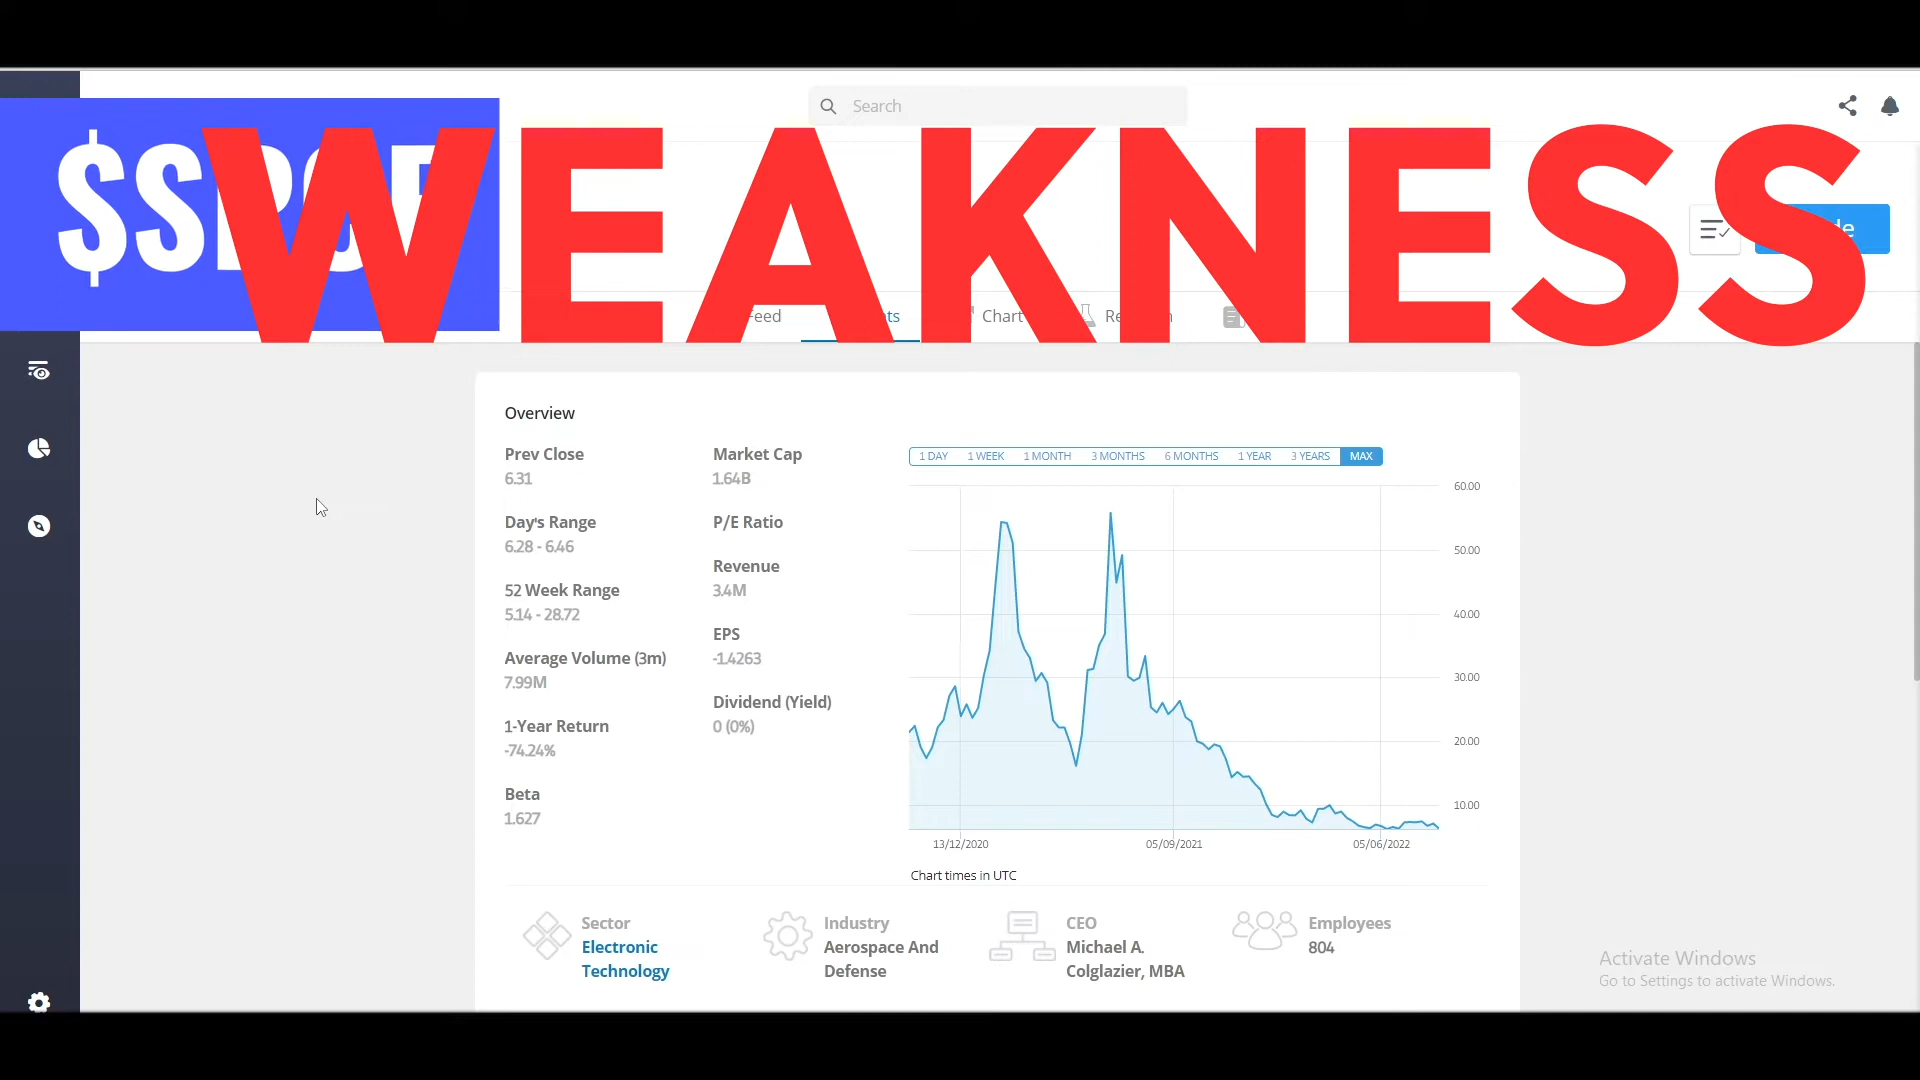 Search
WEAKNESS
Feed
Chart
Overview
Prev Close
6.31
Day's Range
6.28 - 6.46
52 Week Range
5.14 - 28.72
Average Volume (3m)
7.99M
1-Year Return
-74.24%
Beta
1.627
Market Cap
1.64B
P/E Ratio
Revenue
3.4M
EPS
-1.4263
Dividend (Yield)
0 (0%)
1 DAY 1 WEEK 1 MONTH 3 MONTHS 6 MONTHS 1 YEAR 3 YEARS MAX
60.00
50.00
40.00
30.00
20.00
10.00
13/12/2020 05/09/2021 05/06/2022
Chart times in UTC
Sector
Electronic
Technology
Industry
Aerospace And
Defense
CEO
Michael A.
Colglazier, MBA
Employees
804
Activate Windows
Go to Settings to activate Windows.